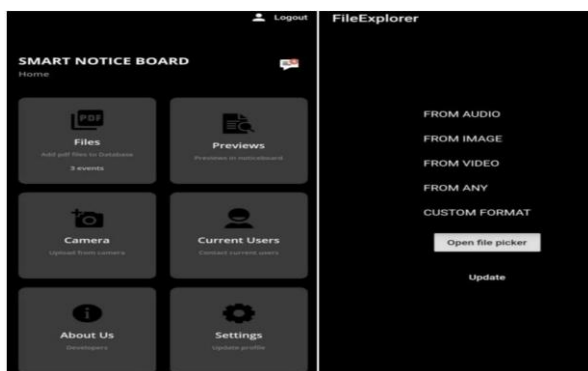 Logout
SMART NOTICE BOARD
Home
PDF
Files
Add pdf files to Database
3 events
Previews
Previews in noticeboard
Camera
Upload from camera
Current Users
Contact current users
About Us
Developers
Settings
Update profile
FileExplorer
FROM AUDIO
FROM IMAGE
FROM VIDEO
FROM ANY
CUSTOM FORMAT
Open file picker
Update